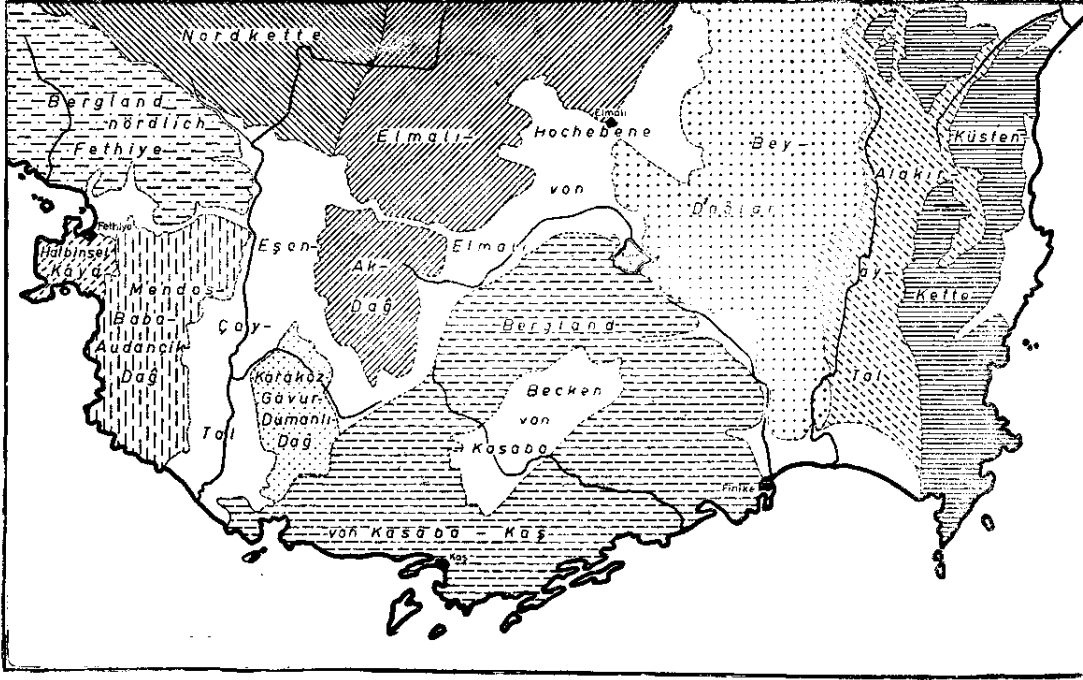 Nordkette
Bergland
nördlich
Fethiye
Elmalı-
Elmalı
Hochebene
von
Elmalı
Bey-
Dağlar
Alakır-
Çay-
Tal
Küsten-
Kette
Fethiye
Halbinsel
Kaya
Mendos-
Baba-
Audancik
Dağ
Eşen-
Çay-
Tal
Ak-
Dağ
Karaköz-
Gâvur-
Dumanlı
Dağ
Bergland
Becken
von
Kasaba
von Kasaba - Kaş
Kaş
Finike